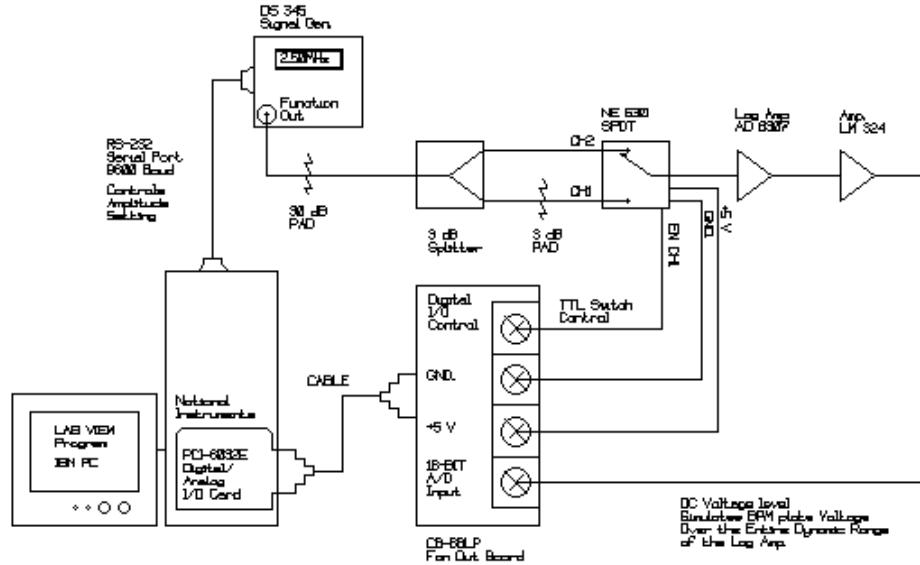 DS 345
Signal Gen.
2.50MHz
Function
Out
RS-232
Serial Port
9600 Baud
Controls
Amplitude
Setting
30 dB
PAD
3 dB
Splitter
CH2
CH1
3 dB
PAD
NE 630
SPDT
Log Amp
AD 8307
Amp.
LM 324
EN CH1
GND.
+5 V
TTL Switch
Control
Digital
I/O
Control
GND.
+5 V
16-BIT
A/D
Input
CABLE
National
Instruments
PCI-6032E
Digital/
Analog
I/O Card
LAB VIEW
Program
IBM PC
CB-68LP
Fan Out Board
DC Voltage level
Simulates BPM plate Voltage
Over the Entire Dynamic Range
of the Log Amp.